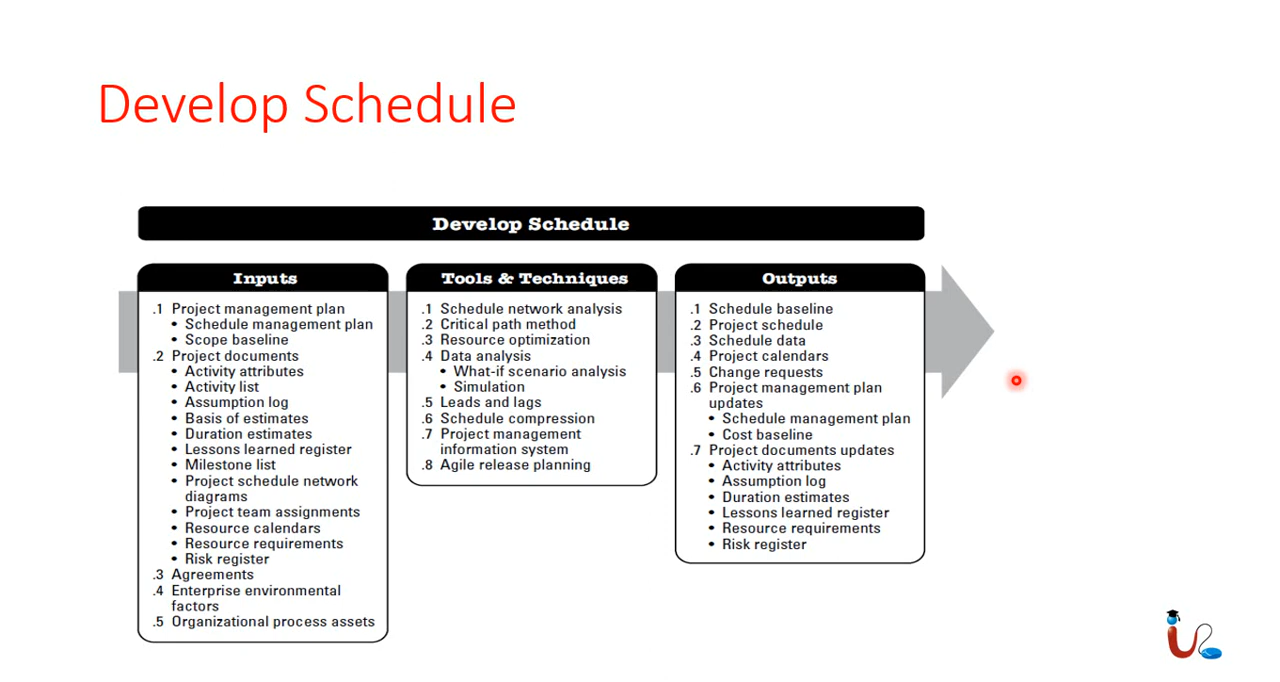 Develop Schedule
Develop Schedule
Inputs
.1 Project management plan
• Schedule management plan
• Scope baseline
.2 Project documents
• Activity attributes
• Activity list
• Assumption log
• Basis of estimates
• Duration estimates
• Lessons learned register
• Milestone list
• Project schedule network
diagrams
• Project team assignments
• Resource calendars
• Resource requirements
• Risk register
.3 Agreements
.4 Enterprise environmental
factors
.5 Organizational process assets
Tools & Techniques
.1 Schedule network analysis
.2 Critical path method
.3 Resource optimization
.4 Data analysis
• What-if scenario analysis
• Simulation
.5 Leads and lags
.6 Schedule compression
.7 Project management
information system
.8 Agile release planning
Outputs
.1 Schedule baseline
.2 Project schedule
.3 Schedule data
.4 Project calendars
.5 Change requests
.6 Project management plan
updates
• Schedule management plan
• Cost baseline
.7 Project documents updates
• Activity attributes
• Assumption log
• Duration estimates
• Lessons learned register
• Resource requirements
• Risk register